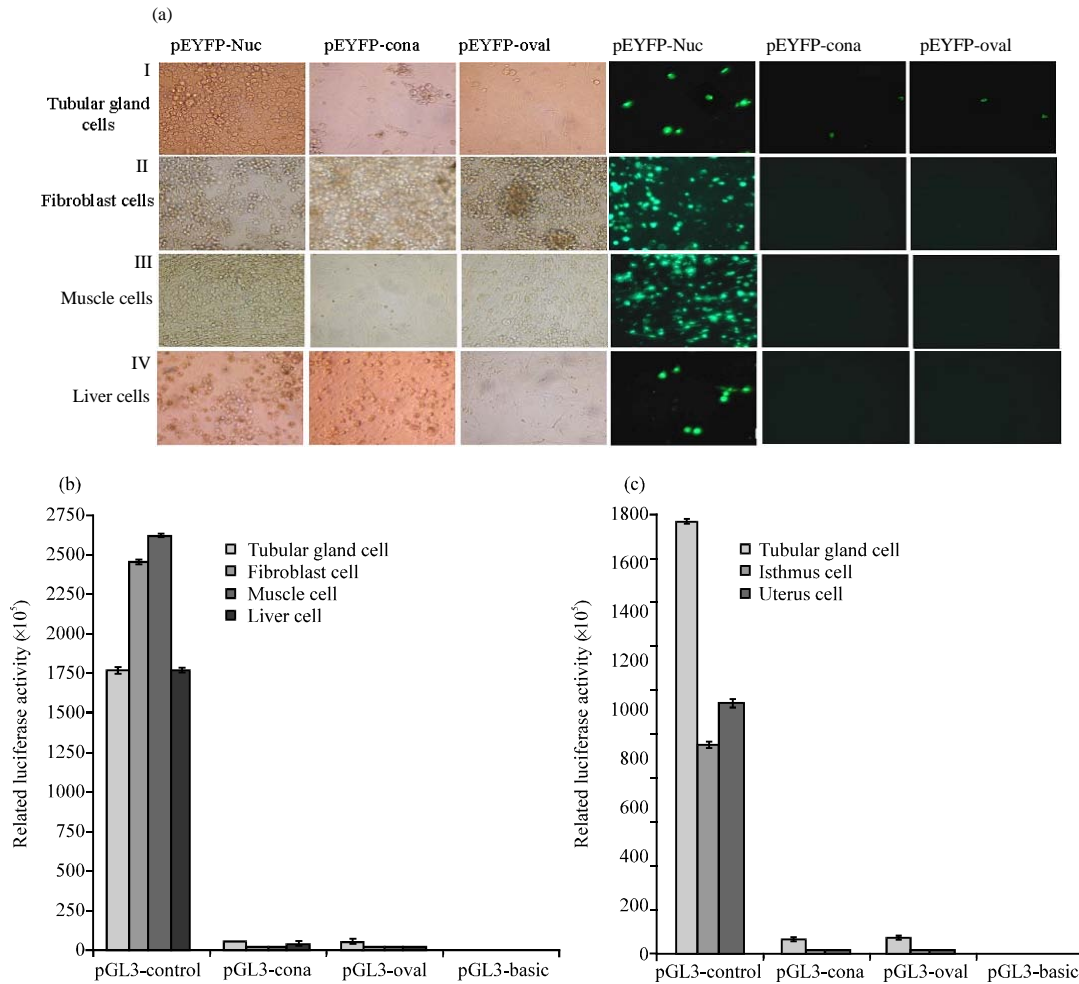 (a)
pEYFP-Nuc pEYFP-cona pEYFP-oval pEYFP-Nuc pEYFP-cona pEYFP-oval
I
Tubular gland
cells
II
Fibroblast cells
III
Muscle cells
IV
Liver cells
(b)
Related luciferase activity (×10⁵)
2750
2500
2250
2000
1750
1500
1250
1000
750
500
250
0
Tubular gland cell
Fibroblast cell
Muscle cell
Liver cell
pGL3-control pGL3-cona pGL3-oval pGL3-basic
(c)
Related luciferase activity (×10⁵)
1800
1600
1400
1200
1000
800
600
400
200
0
Tubular gland cell
Isthmus cell
Uterus cell
pGL3-control pGL3-cona pGL3-oval pGL3-basic